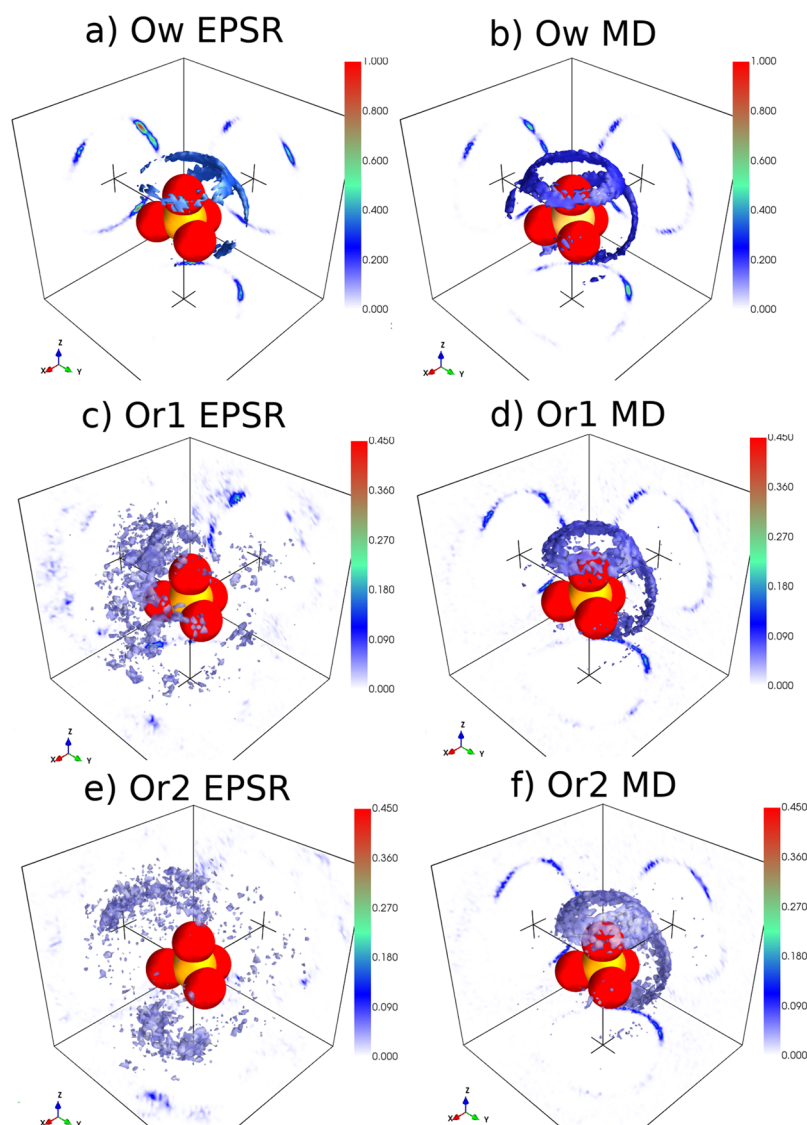 a) Ow EPSR
b) Ow MD
1.000
0.800
0.600
0.400
0.200
0.000
Z
X
Y
1.000
0.800
0.600
0.400
0.200
0.000
Z
X
Y
c) Or1 EPSR
d) Or1 MD
0.450
0.360
0.270
0.180
0.090
0.000
Z
X
Y
0.450
0.360
0.270
0.180
0.090
0.000
Z
X
Y
e) Or2 EPSR
f) Or2 MD
0.450
0.360
0.270
0.180
0.090
0.000
Z
X
Y
0.450
0.360
0.270
0.180
0.090
0.000
Z
X
Y